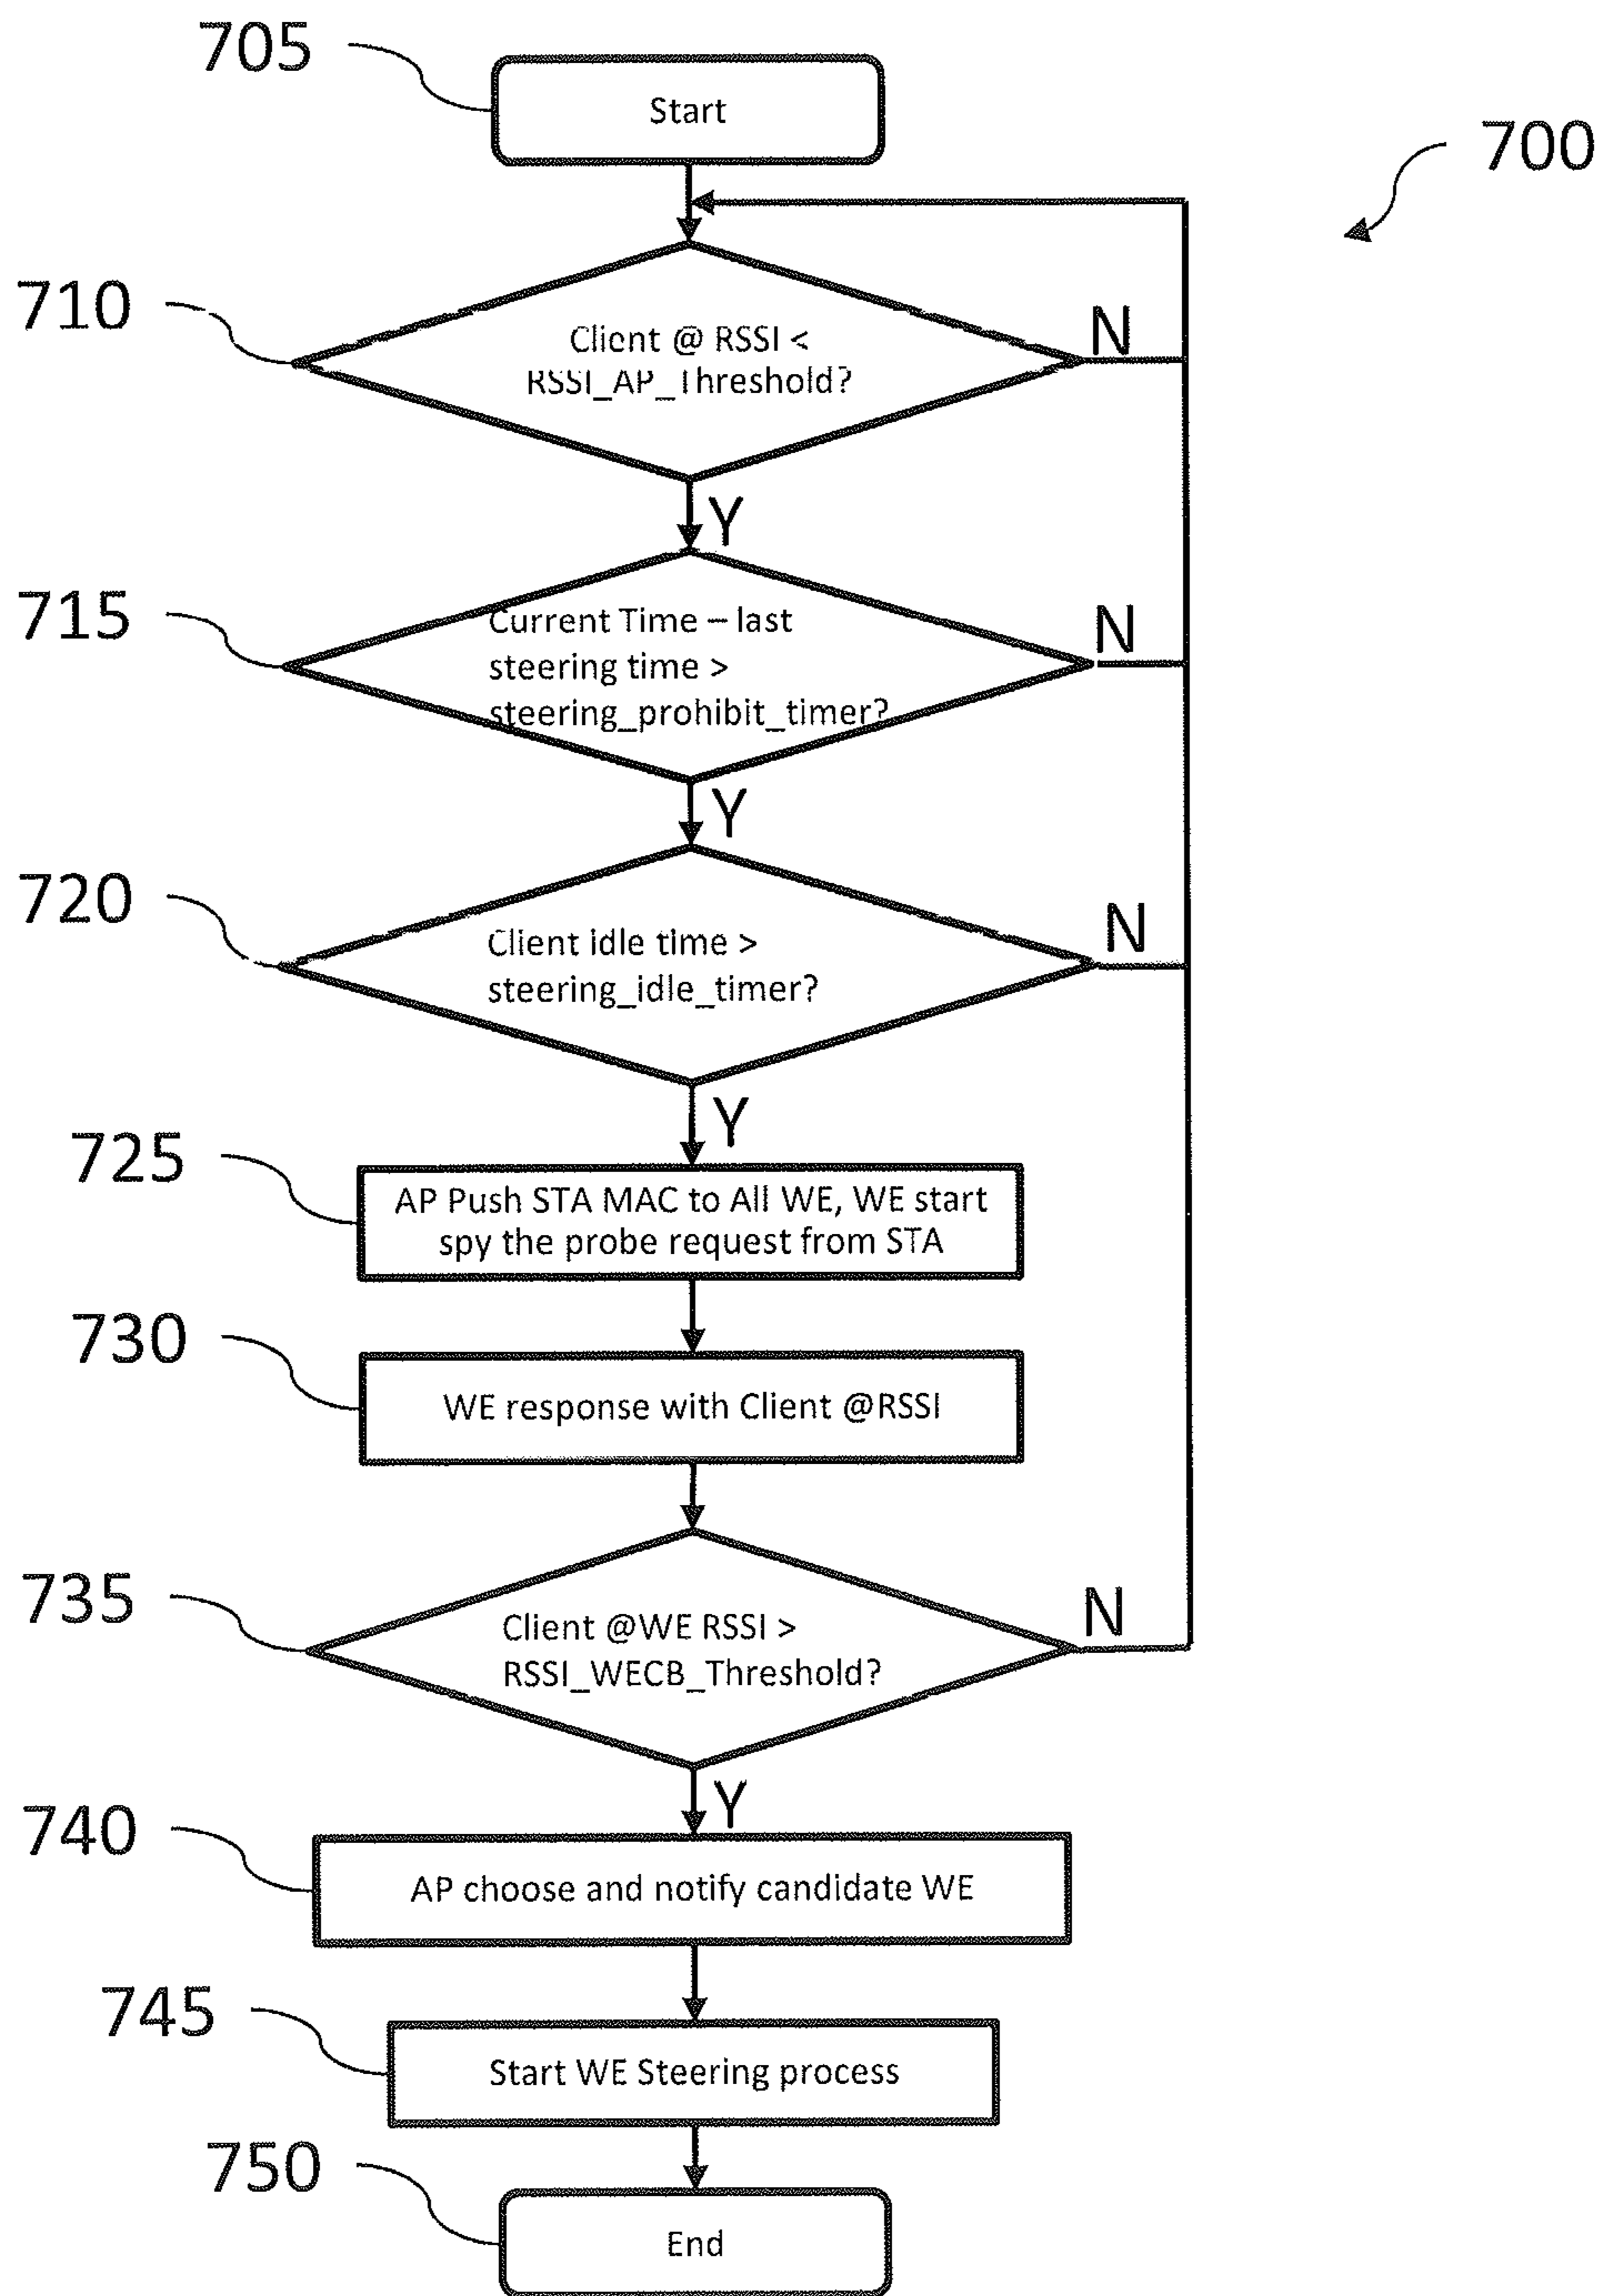 705
Start
700
710
Client @ RSSI <
RSSI_AP_Threshold?
N
Y
715
Current Time – last
steering time >
steering_prohibit_timer?
N
Y
720
Client idle time >
steering_idle_timer?
N
Y
725
AP Push STA MAC to All WE, WE start
spy the probe request from STA
730
WE response with Client @RSSI
735
Client @WE RSSI >
RSSI_WECB_Threshold?
N
Y
740
AP choose and notify candidate WE
745
Start WE Steering process
750
End